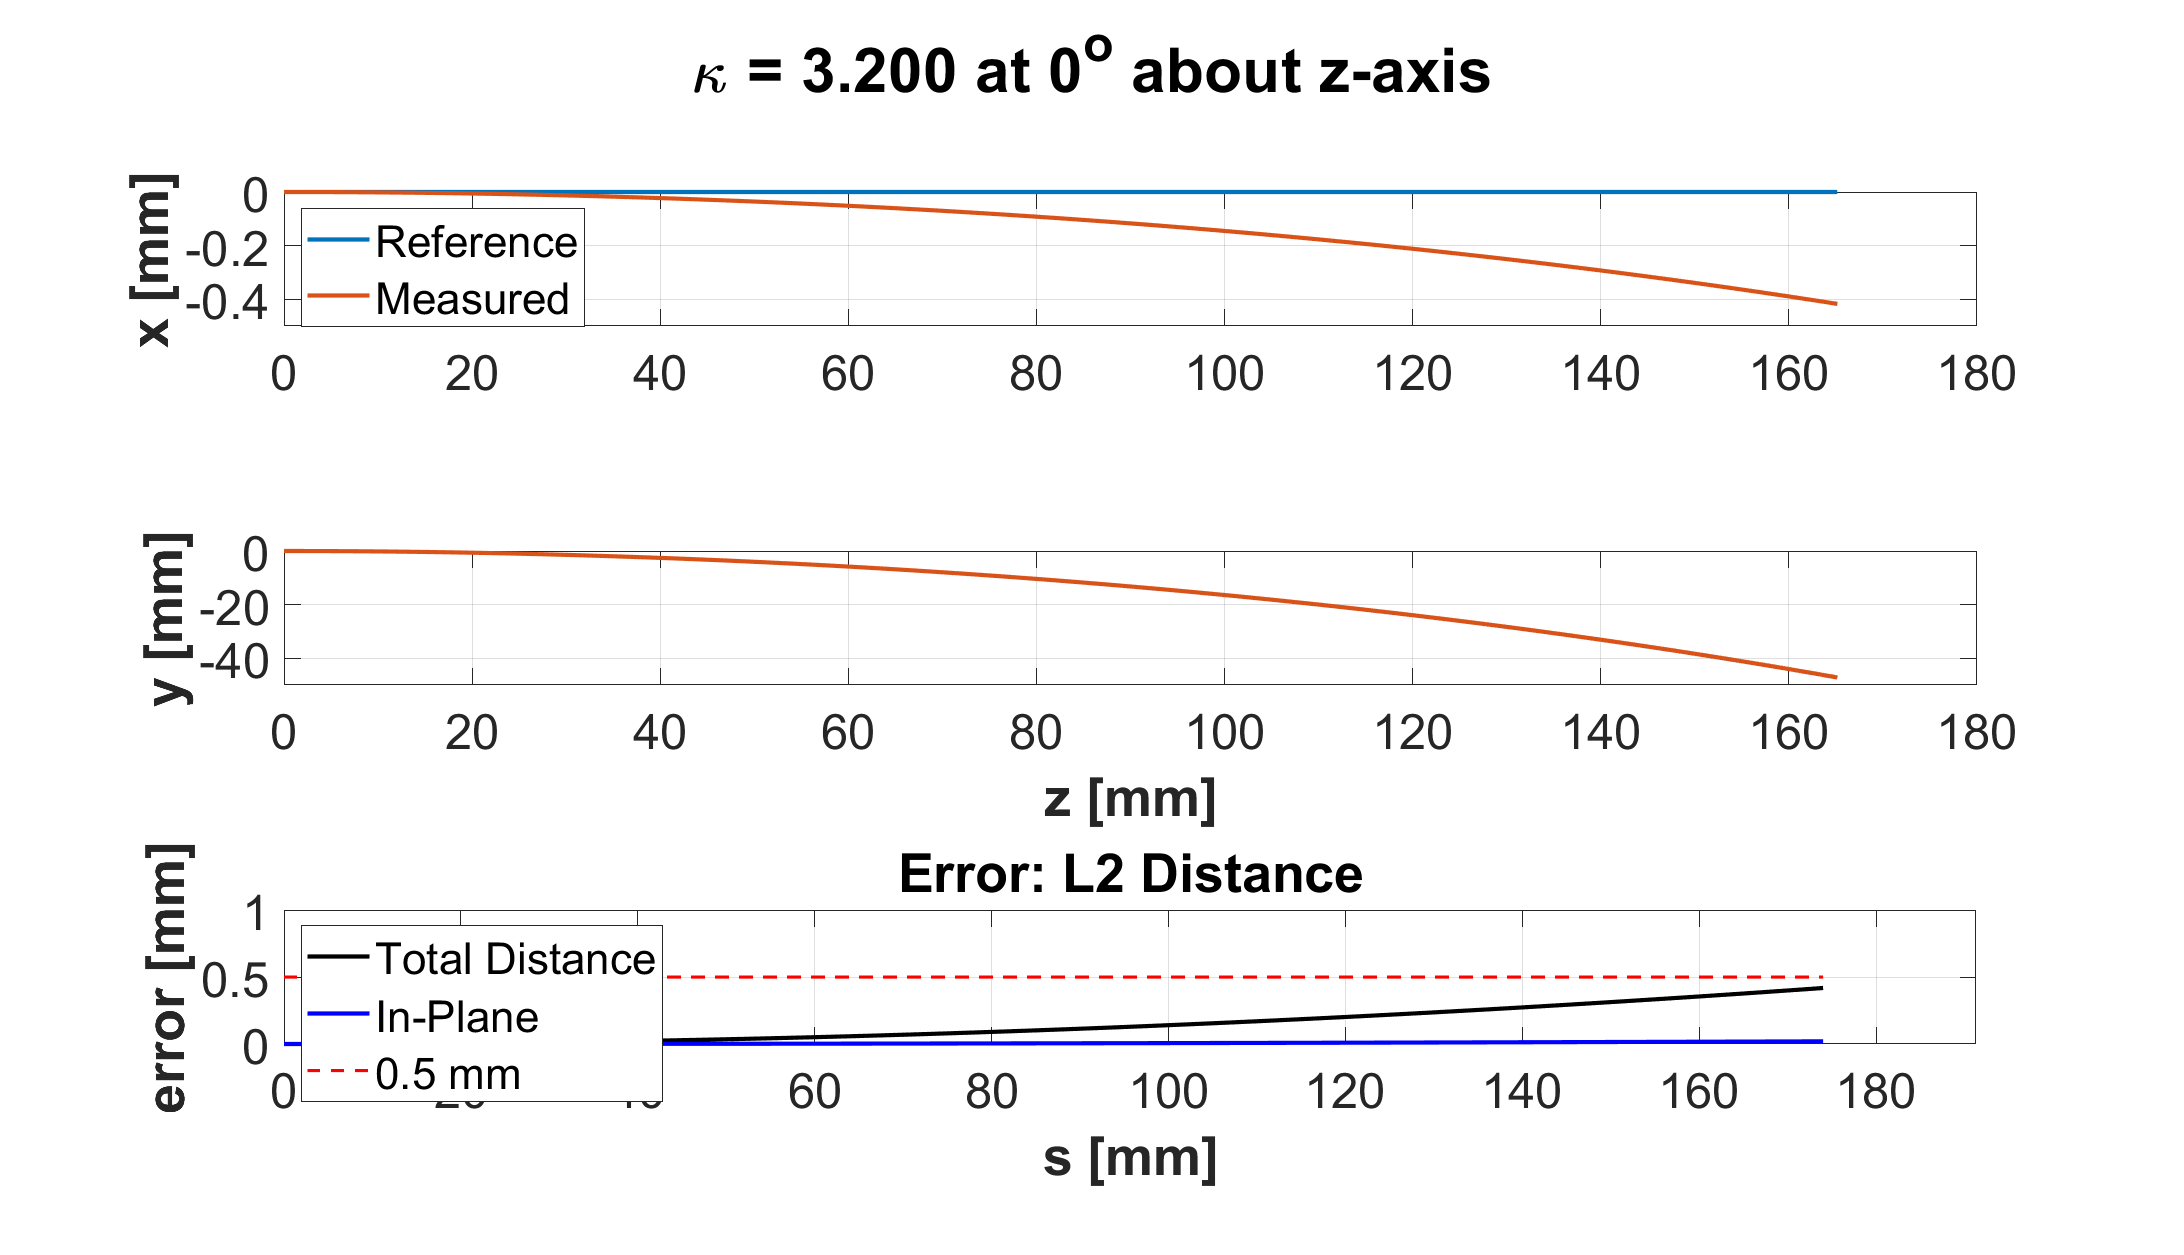 κ = 3.200 at 0° about z-axis
x [mm]
0
-0.2
-0.4
Reference
Measured
0 20 40 60 80 100 120 140 160 180
y [mm]
0
-20
-40
0 20 40 60 80 100 120 140 160 180
z [mm]
Error: L2 Distance
error [mm]
1
0.5
0
Total Distance
In-Plane
0.5 mm
0 60 80 100 120 140 160 180
s [mm]